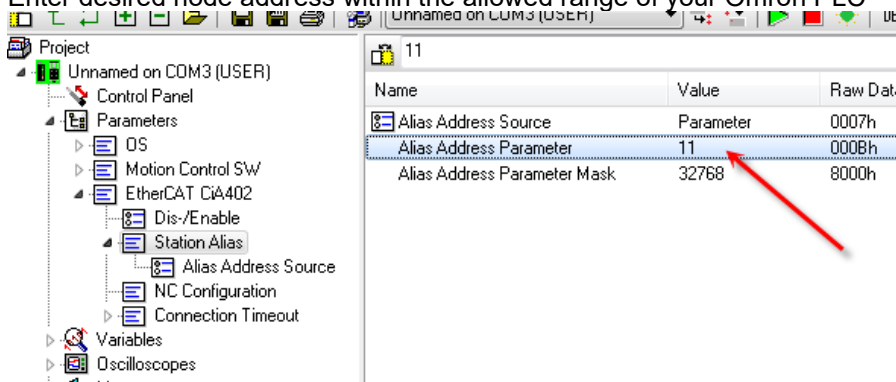 Enter desired node address within the allowed range of your Omron PLC
Unnamed on COM3 (USER)
Project
Unnamed on COM3 (USER)
Control Panel
Parameters
OS
Motion Control SW
EtherCAT CiA402
Dis-/Enable
Station Alias
Alias Address Source
NC Configuration
Connection Timeout
Variables
Oscilloscopes
11
Name Value Raw Data
Alias Address Source Parameter 0007h
Alias Address Parameter 11 000Bh
Alias Address Parameter Mask 32768 8000h